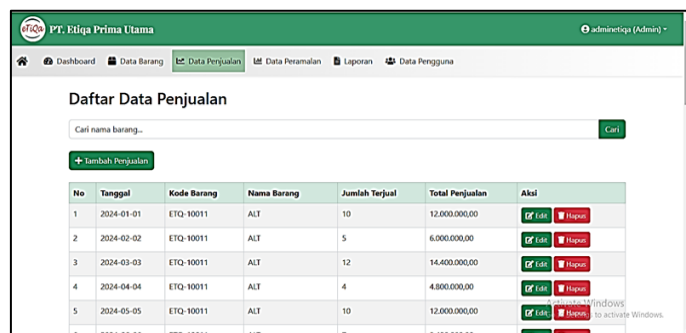 eTiQa PT. Etiqa Prima Utama adminetiqa (Admin)
Dashboard Data Barang Data Penjualan Data Peramalan Laporan Data Pengguna
Daftar Data Penjualan
Cari nama barang... Cari
+ Tambah Penjualan
No Tanggal Kode Barang Nama Barang Jumlah Terjual Total Penjualan Aksi
1 2024-01-01 ETQ-10011 ALT 10 12.000.000,00 Edit Hapus
2 2024-02-02 ETQ-10011 ALT 5 6.000.000,00 Edit Hapus
3 2024-03-03 ETQ-10011 ALT 12 14.400.000,00 Edit Hapus
4 2024-04-04 ETQ-10011 ALT 4 4.800.000,00 Edit Hapus
Activate Windows
5 2024-05-05 ETQ-10011 ALT 10 12.000.000,00 Edit Hapus
to activate Windows.